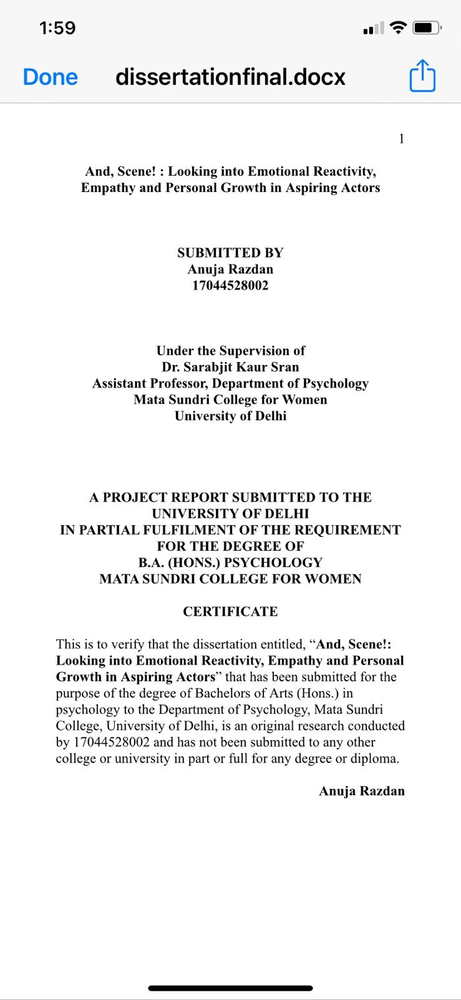 1:59
Done dissertationfinal.docx
1
And, Scene! : Looking into Emotional Reactivity,
Empathy and Personal Growth in Aspiring Actors
SUBMITTED BY
Anuja Razdan
17044528002
Under the Supervision of
Dr. Sarabjit Kaur Sran
Assistant Professor, Department of Psychology
Mata Sundri College for Women
University of Delhi
A PROJECT REPORT SUBMITTED TO THE
UNIVERSITY OF DELHI
IN PARTIAL FULFILMENT OF THE REQUIREMENT
FOR THE DEGREE OF
B.A. (HONS.) PSYCHOLOGY
MATA SUNDRI COLLEGE FOR WOMEN
CERTIFICATE
This is to verify that the dissertation entitled, “And, Scene!:
Looking into Emotional Reactivity, Empathy and Personal
Growth in Aspiring Actors” that has been submitted for the
purpose of the degree of Bachelors of Arts (Hons.) in
psychology to the Department of Psychology, Mata Sundri
College, University of Delhi, is an original research conducted
by 17044528002 and has not been submitted to any other
college or university in part or full for any degree or diploma.
Anuja Razdan